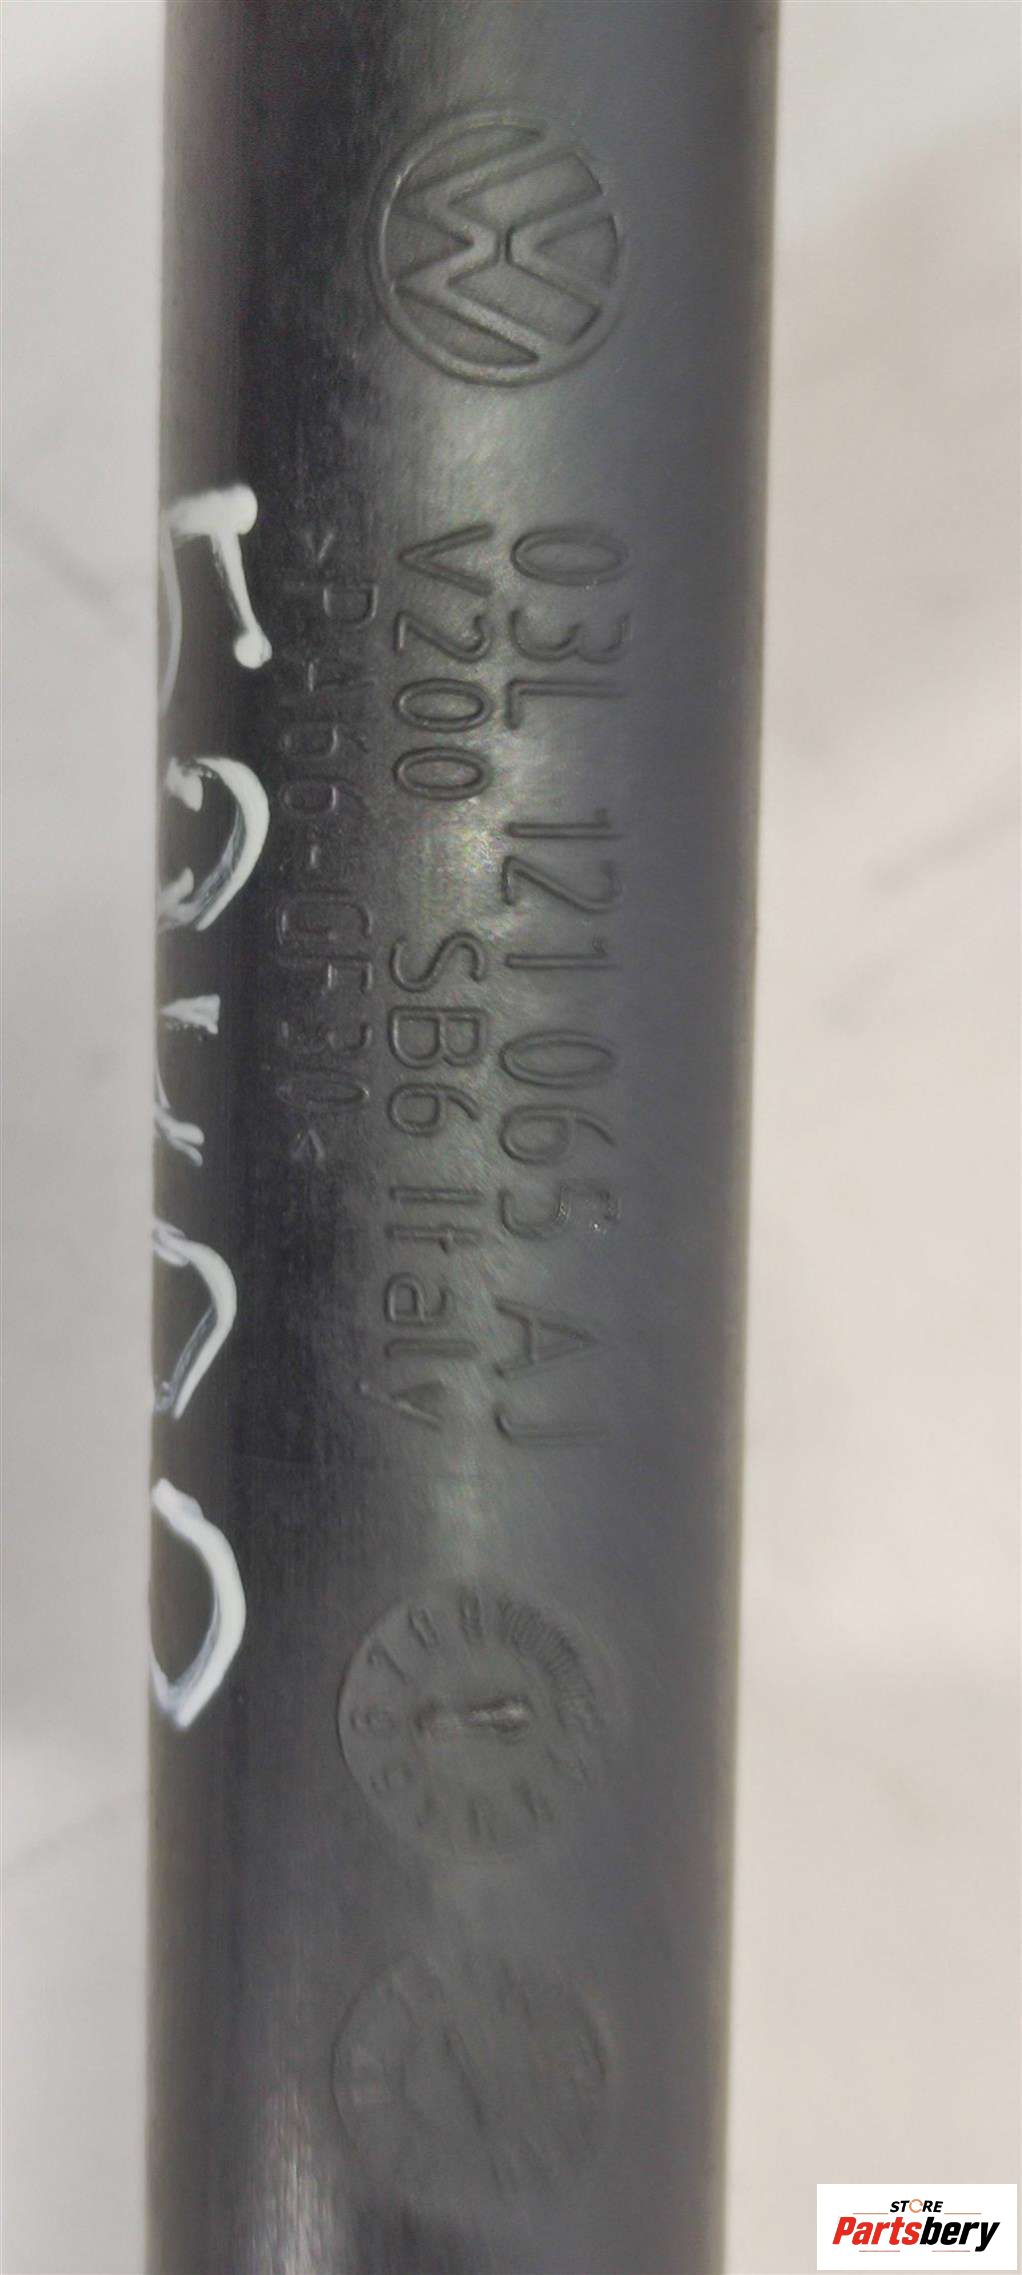 03L 121 065 AJ
V200 SB6 Italy
>PA66-GF30<
STORE
Partsbery